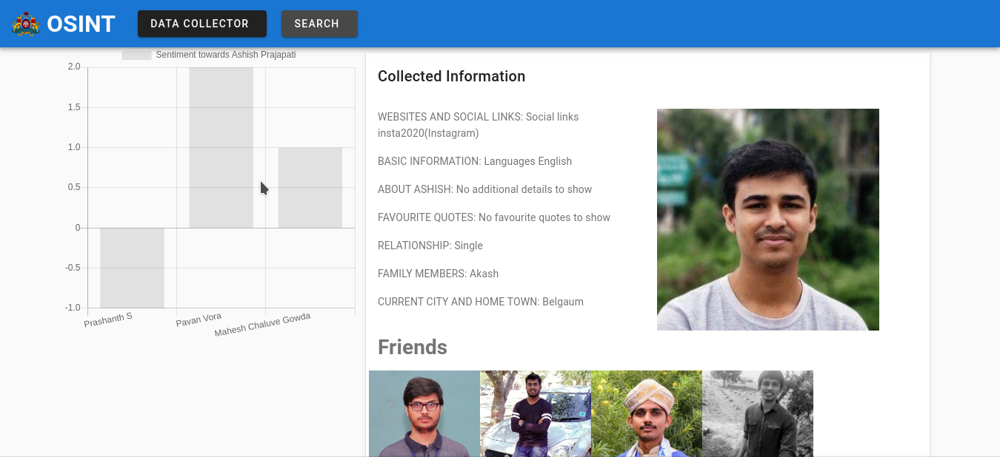 OSINT
DATA COLLECTOR
SEARCH
Sentiment towards Ashish Prajapati
2.0
1.5
1.0
0.5
0
-0.5
-1.0
Prashanth S
Pavan Vora
Mahesh Chaluve Gowda
Collected Information
WEBSITES AND SOCIAL LINKS: Social links
insta2020(Instagram)
BASIC INFORMATION: Languages English
ABOUT ASHISH: No additional details to show
FAVOURITE QUOTES: No favourite quotes to show
RELATIONSHIP: Single
FAMILY MEMBERS: Akash
CURRENT CITY AND HOME TOWN: Belgaum
Friends